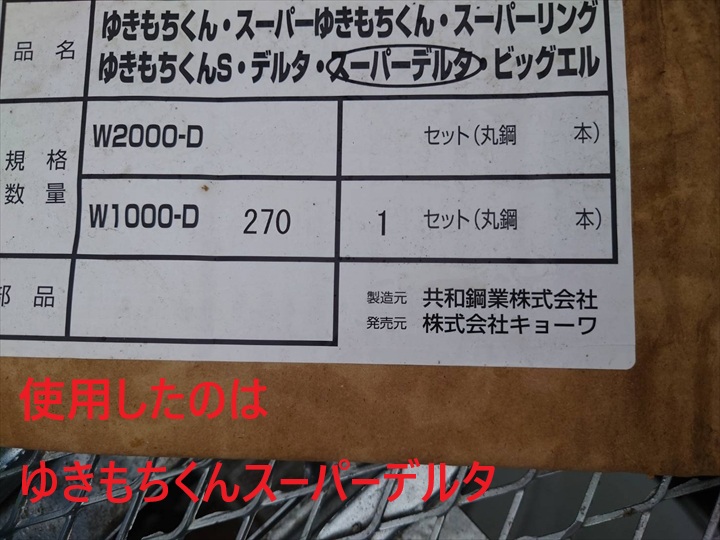 品名
ゆきもちくん・スーパーゆきもちくん・スーパーリング
ゆきもちくんS・デルタ・スーパーデルタ・ビッグエル
規格
数量
W2000-D
セット(丸鋼 本)
W1000-D 270 1 セット(丸鋼 本)
部品
製造元 共和鋼業株式会社
発売元 株式会社キョーワ
使用したのは
ゆきもちくんスーパーデルタ